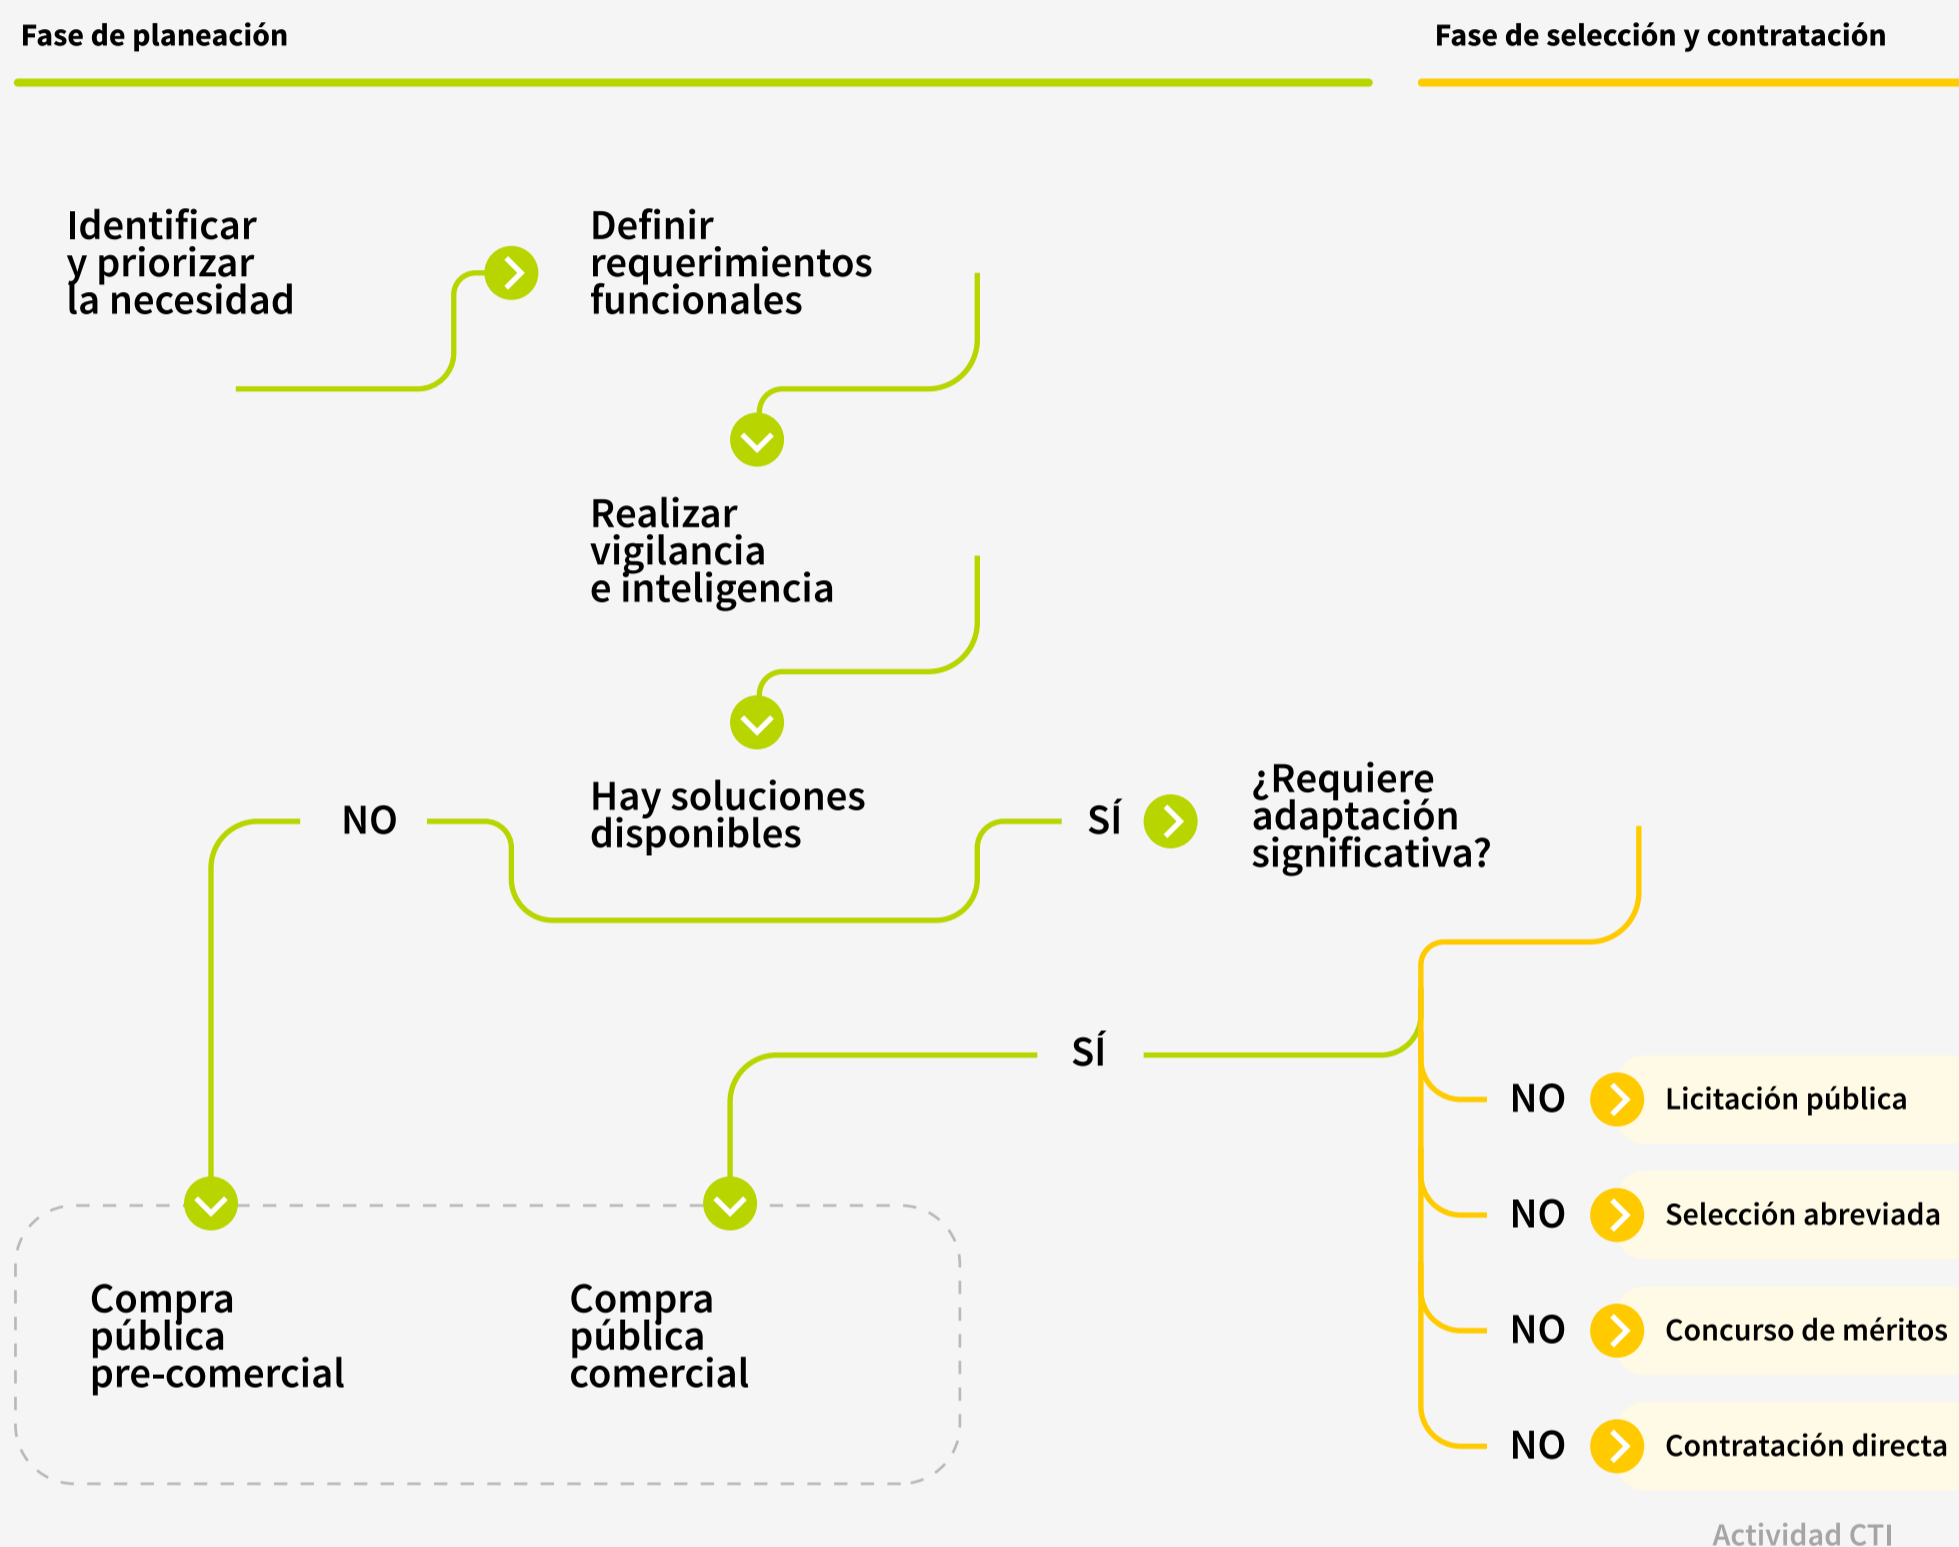 Fase de planeación
Fase de selección y contratación
Identificar
y priorizar
la necesidad
Definir
requerimientos
funcionales
Realizar
vigilancia
e inteligencia
NO
Hay soluciones
disponibles
SÍ
¿Requiere
adaptación
significativa?
SÍ
NO
Licitación pública
NO
Selección abreviada
NO
Concurso de méritos
NO
Contratación directa
Compra
pública
pre-comercial
Compra
pública
comercial
Actividad CTI